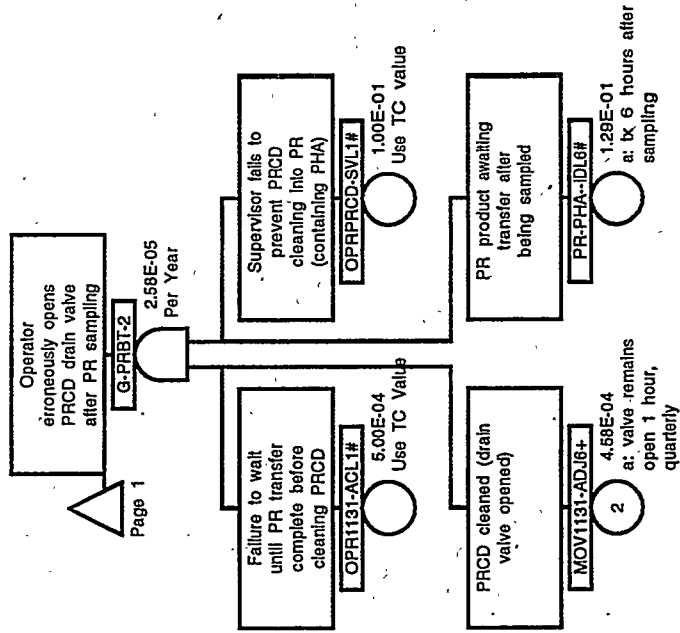 Operator
erroneously opens
PRCD drain valve
after PR sampling
G-PRBT-2
2.58E-05
Per Year
Page 1
Failure to wait
until PR transfer
complete before
cleaning PRCD
OPR1131-ACL1#
5.00E-04
Use TC Value
Supervisor fails to
prevent PRCD
cleaning into PR
(containing PHA)
OPRPRCD-SVL1#
1.00E-01
Use TC value
PRCD cleaned (drain
valve opened)
MOV1131-ADJ6+
2
4.58E-04
a: valve remains
open 1 hour,
quarterly
PR product awaiting
transfer after
being sampled
PR-PHA--IDL6#
1.29E-01
a: tx 6 hours after
sampling